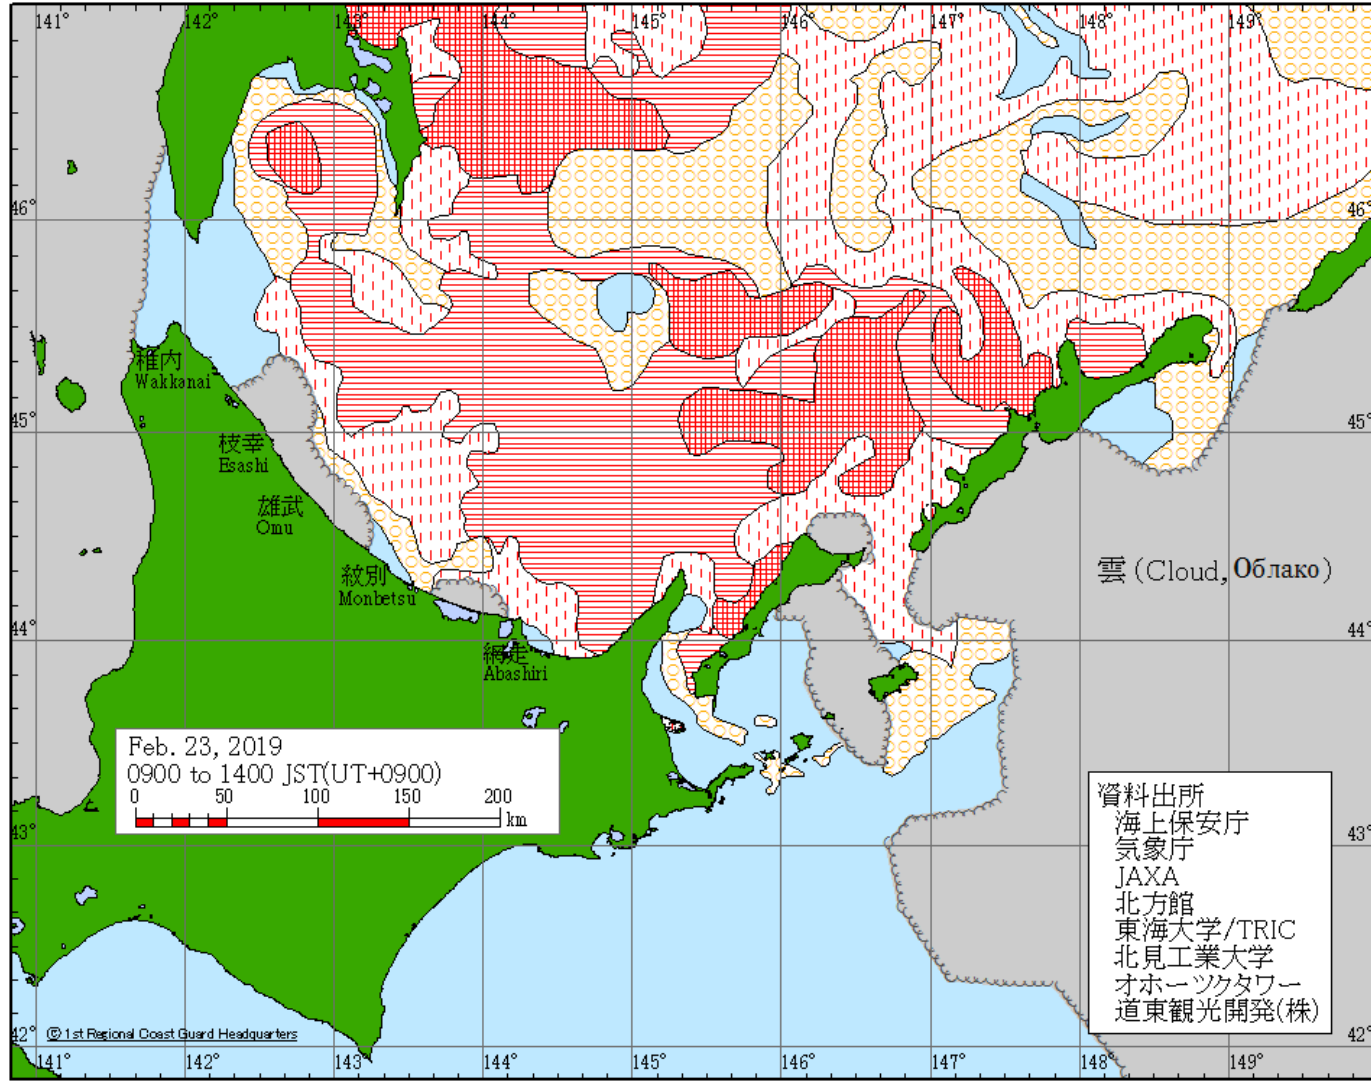 141° 142° 143° 144° 145° 146° 147° 148° 149°
46° 46°
稚内
Wakkanai
45° 45°
枝幸
Esashi
雄武
Omu
雲 (Cloud, Облако)
紋別
Monbetsu
44° 44°
網走
Abashiri
Feb. 23, 2019
0900 to 1400 JST(UT+0900)
0 50 100 150 200
km
資料出所
海上保安庁
気象庁
JAXA
北方館
東海大学/TRIC
北見工業大学
オホーツクタワー
道東観光開発(株)
43° 43°
42° 42°
© 1st Regional Coast Guard Headquarters
141° 142° 143° 144° 145° 146° 147° 148° 149°